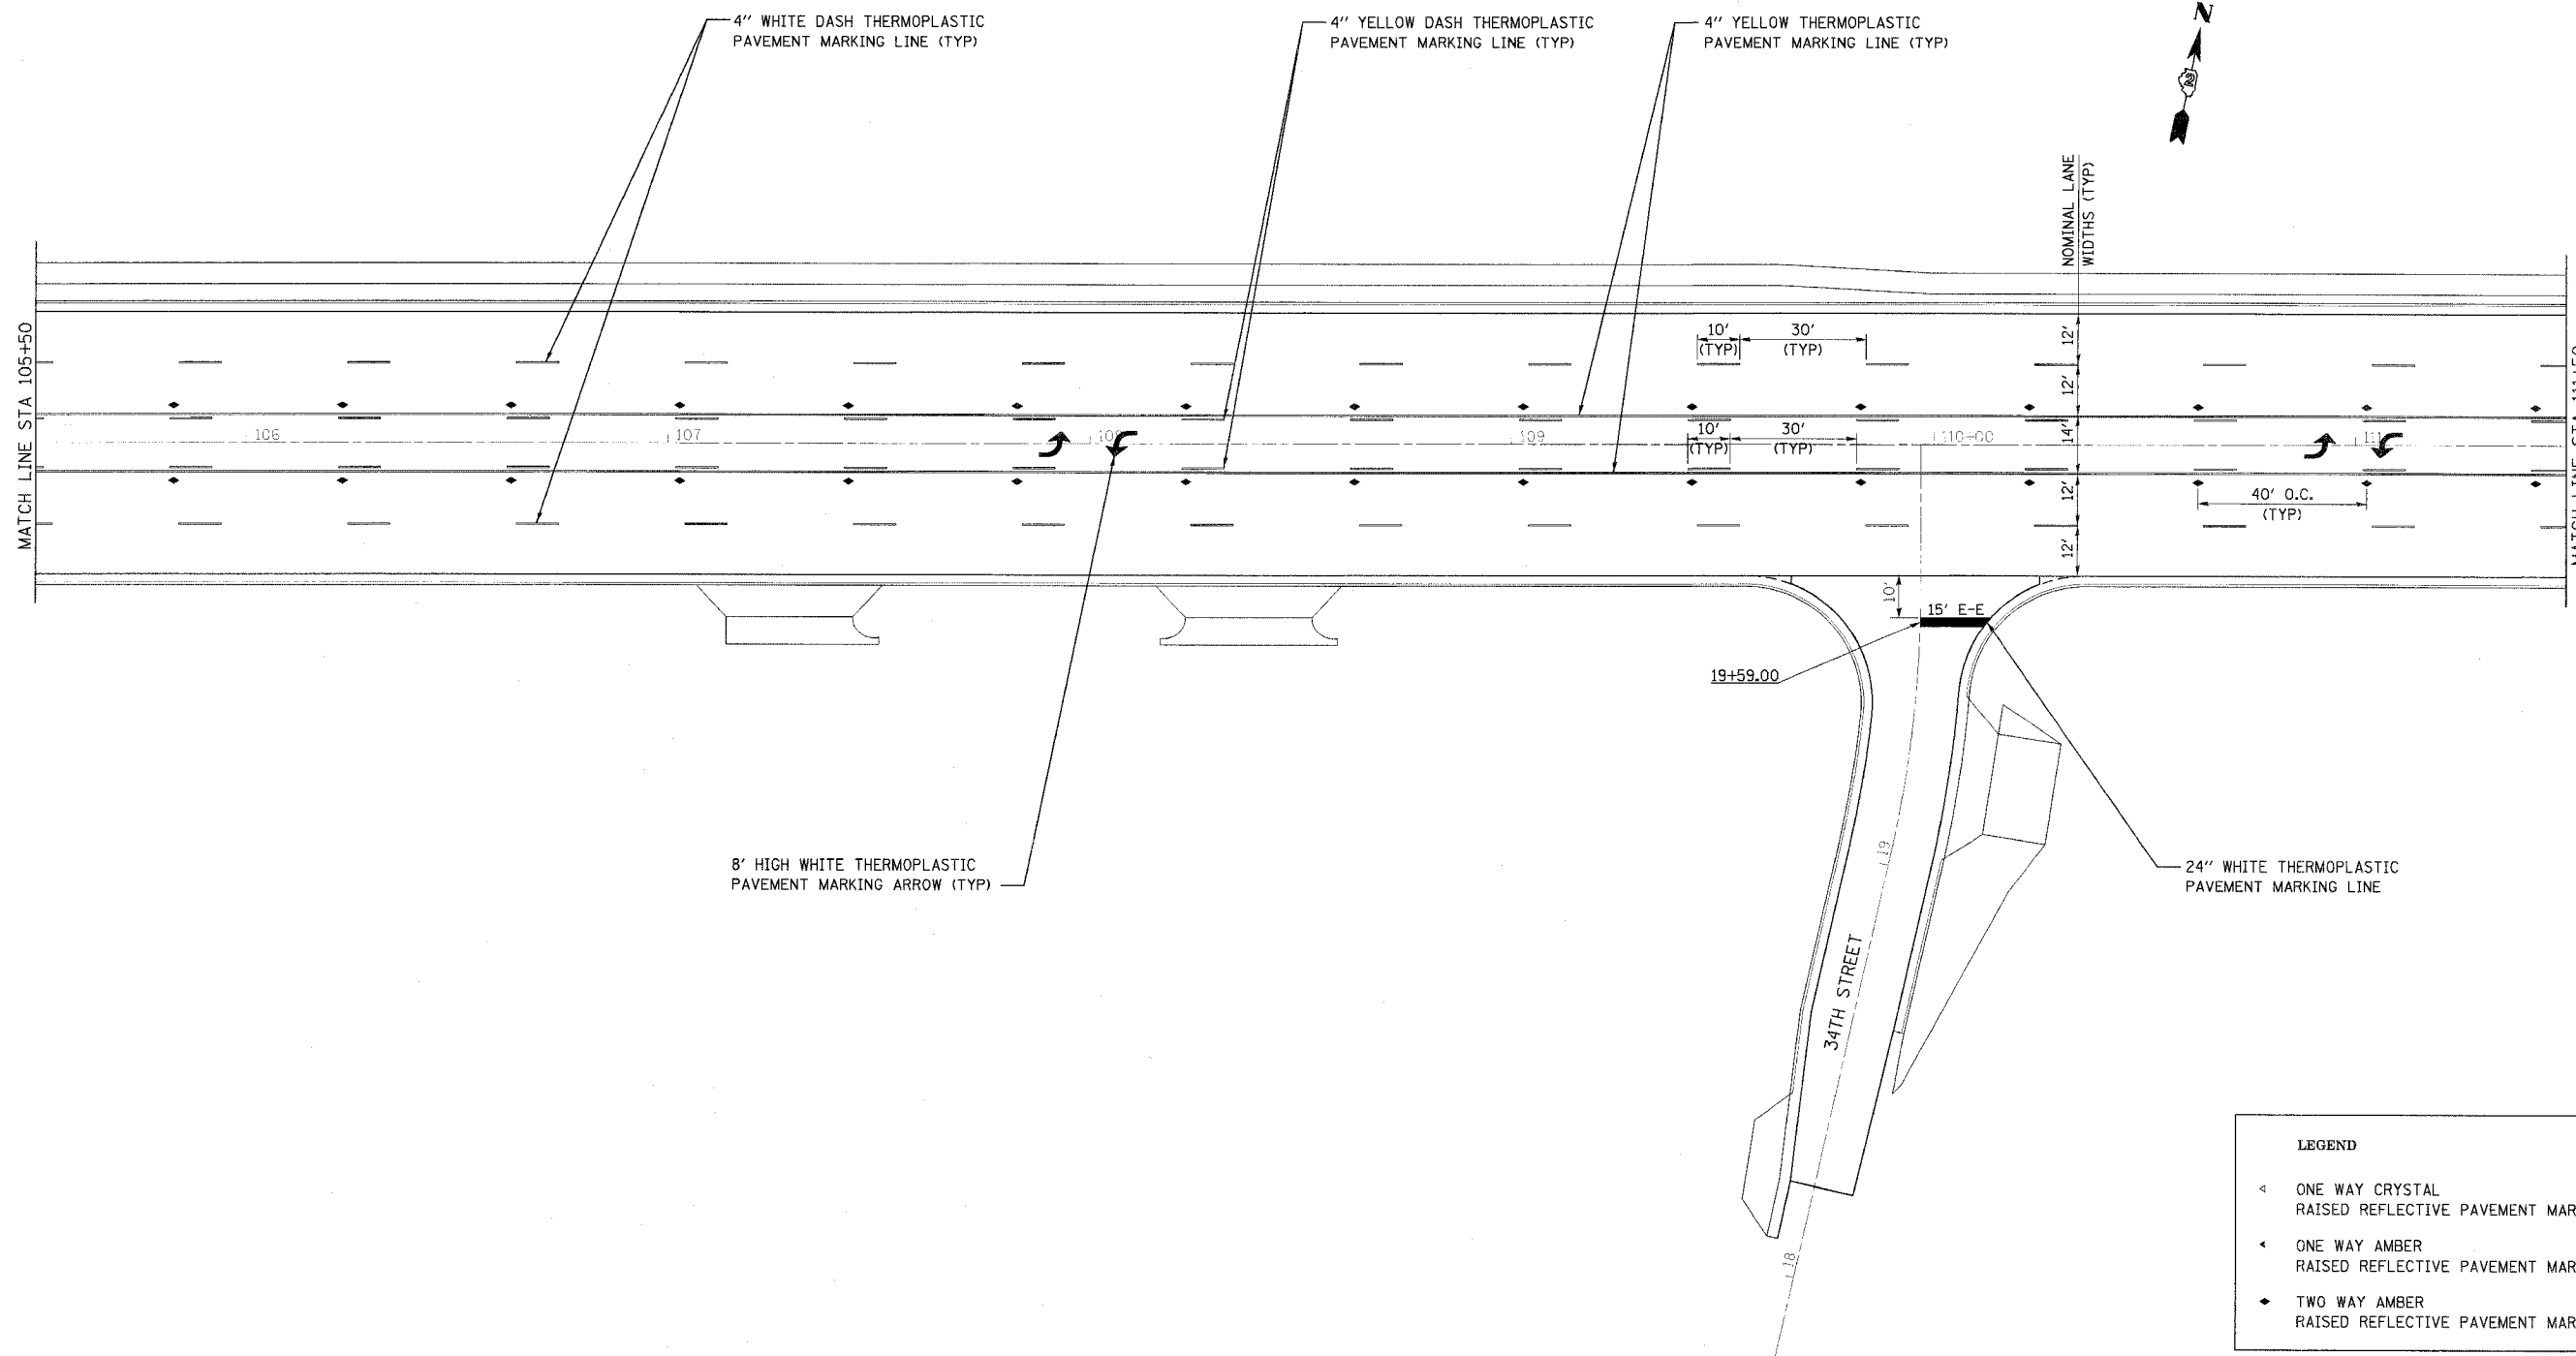 4" WHITE DASH THERMOPLASTIC
PAVEMENT MARKING LINE (TYP)
4" YELLOW DASH THERMOPLASTIC
PAVEMENT MARKING LINE (TYP)
4" YELLOW THERMOPLASTIC
PAVEMENT MARKING LINE (TYP)
N
NOMINAL LANE
WIDTHS (TYP)
MATCH LINE STA 105+50
10'
(TYP)
30'
(TYP)
12'
12'
14'
12'
12'
106
107
108
109
110+00
111
10'
(TYP)
30'
(TYP)
40' O.C.
(TYP)
10'
15' E-E
19+59.00
8' HIGH WHITE THERMOPLASTIC
PAVEMENT MARKING ARROW (TYP)
24" WHITE THERMOPLASTIC
PAVEMENT MARKING LINE
19
34TH STREET
18
LEGEND
ONE WAY CRYSTAL
RAISED REFLECTIVE PAVEMENT MAR
ONE WAY AMBER
RAISED REFLECTIVE PAVEMENT MAR
TWO WAY AMBER
RAISED REFLECTIVE PAVEMENT MAR